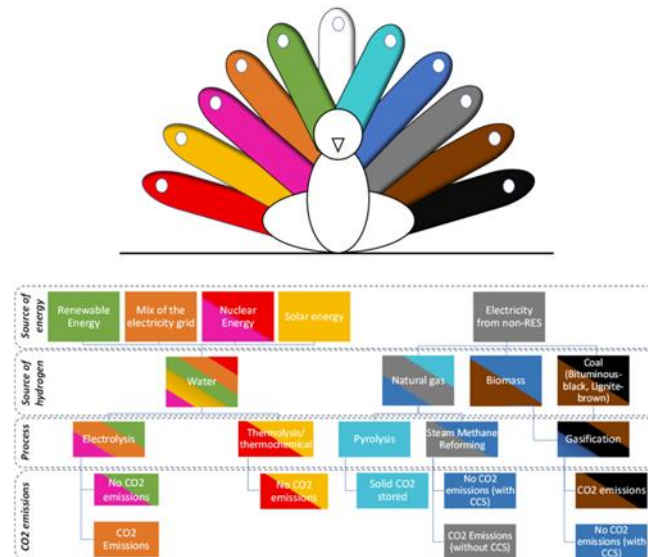 Source of
energy
Renewable
Energy
Mix of the
electricity grid
Nuclear
Energy
Solar energy
Electricity
from non-RES
Source of
hydrogen
Water
Natural gas
Biomass
Coal
(Bituminous-
black, Lignite-
brown)
Process
Electrolysis
Thermolysis/
thermochemical
Pyrolysis
Steam Methane
Reforming
Gasification
CO2 emissions
No CO2
emissions
No CO2
emissions
Solid CO2
stored
No CO2
emissions (with
CCS)
CO2 emissions
CO2
Emissions
CO2 Emissions
(without CCS)
No CO2
emissions (with
CCS)